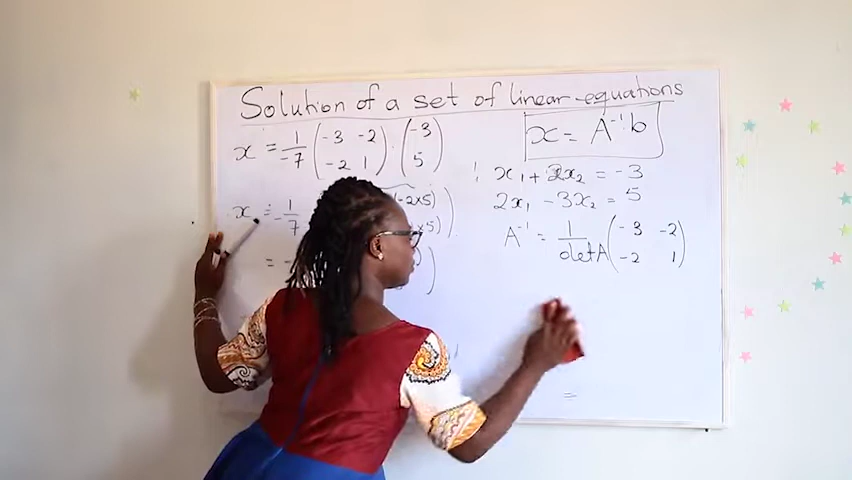 Solution of a set of linear equations
x = 1/-7 (-3 -2 / -2 1) . (-3 / 5)
x = A⁻¹b
x₁ + 2x₂ = -3
2x₁ - 3x₂ = 5
x = 1/-7 (-2x5)
x5)
A⁻¹ = 1/detA (-3 -2 / -2 1)
= -
=